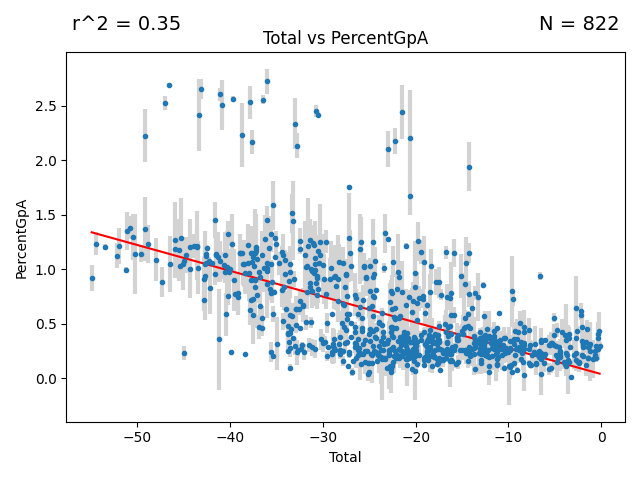 r^2 = 0.35
N = 822
Total vs PercentGpA
PercentGpA
2.5
2.0
1.5
1.0
0.5
0.0
−50
−40
−30
−20
−10
0
Total